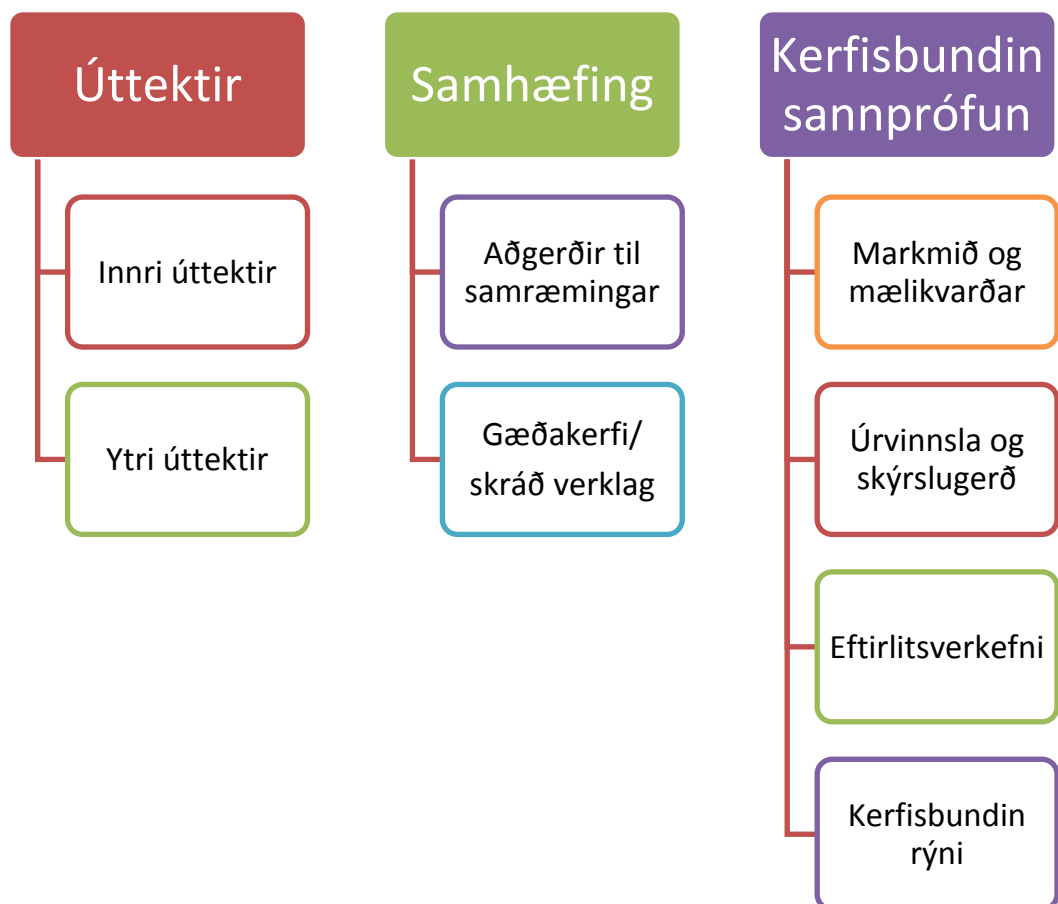 Úttektir
Innri úttektir
Ytri úttektir
Samhæfing
Aðgerðir til
samræmingar
Gæðakerfi/
skráð verklag
Kerfisbundin
sannprófun
Markmið og
mælikvarðar
Úrvinnsla og
skýrslugerð
Eftirlitsverkefni
Kerfisbundin
rýni